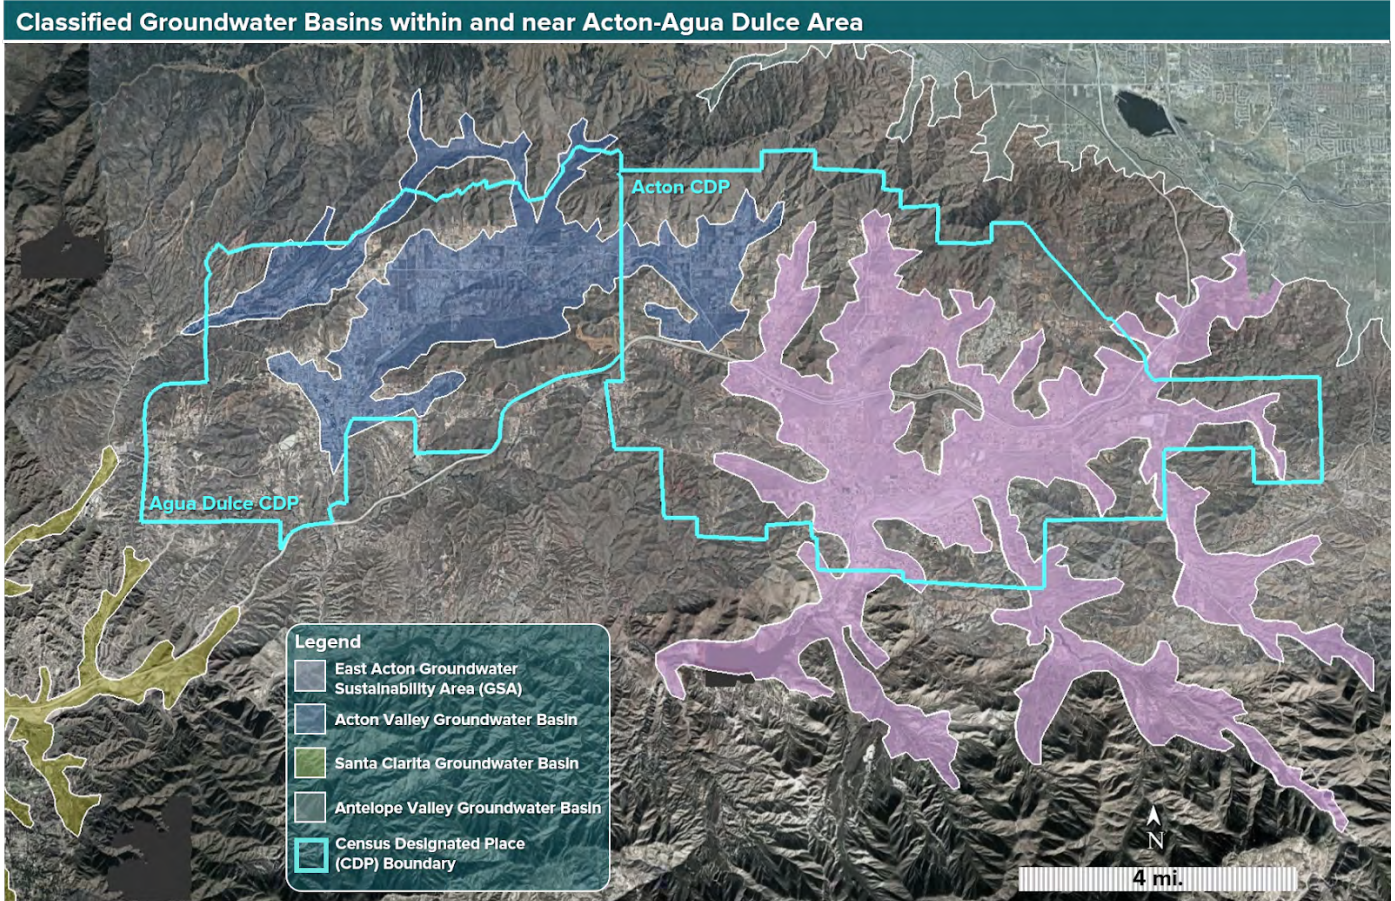 Classified Groundwater Basins within and near Acton-Agua Dulce Area
Acton CDP
Agua Dulce CDP
Legend
East Acton Groundwater
Sustainability Area (GSA)
Acton Valley Groundwater Basin
Santa Clarita Groundwater Basin
Antelope Valley Groundwater Basin
Census Designated Place
(CDP) Boundary
N
4 mi.